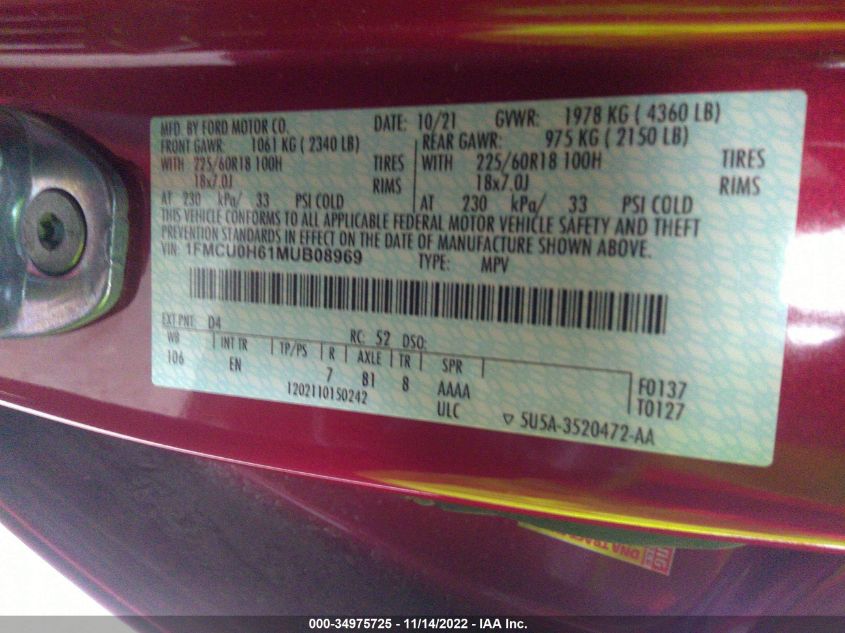 MFD. BY FORD MOTOR CO. DATE: 10/21 GVWR: 1978 KG ( 4360 LB)
FRONT GAWR: 1061 KG ( 2340 LB) REAR GAWR: 975 KG ( 2150 LB)
WITH 225/60R18 100H TIRES WITH 225/60R18 100H TIRES
18x7.0J RIMS 18x7.0J RIMS
AT 230 kPa/ 33 PSI COLD AT 230 kPa/ 33 PSI COLD
THIS VEHICLE CONFORMS TO ALL APPLICABLE FEDERAL MOTOR VEHICLE SAFETY AND THEFT
PREVENTION STANDARDS IN EFFECT ON THE DATE OF MANUFACTURE SHOWN ABOVE.
VIN: 1FMCU0H61MUB08969 TYPE: MPV
EXT PNT: D4 RC: 52 DSO:
WB INT TR TP/PS R AXLE TR SPR
106 EN 7 B1 8 AAAA F0137
1202110150242 ULC T0127
5U5A-3520472-AA
DNA
000-34975725 - 11/14/2022 - IAA Inc.